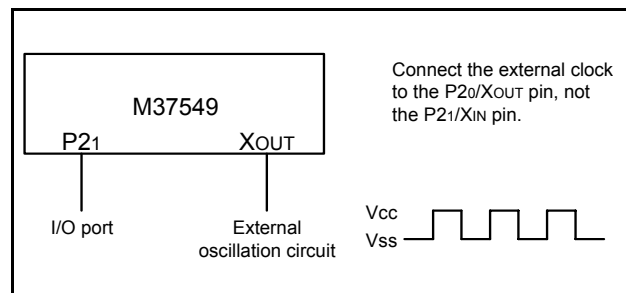 M37549
P21
XOUT
I/O port
External
oscillation circuit
Connect the external clock
to the P20/XOUT pin, not
the P21/XIN pin.
Vcc
Vss